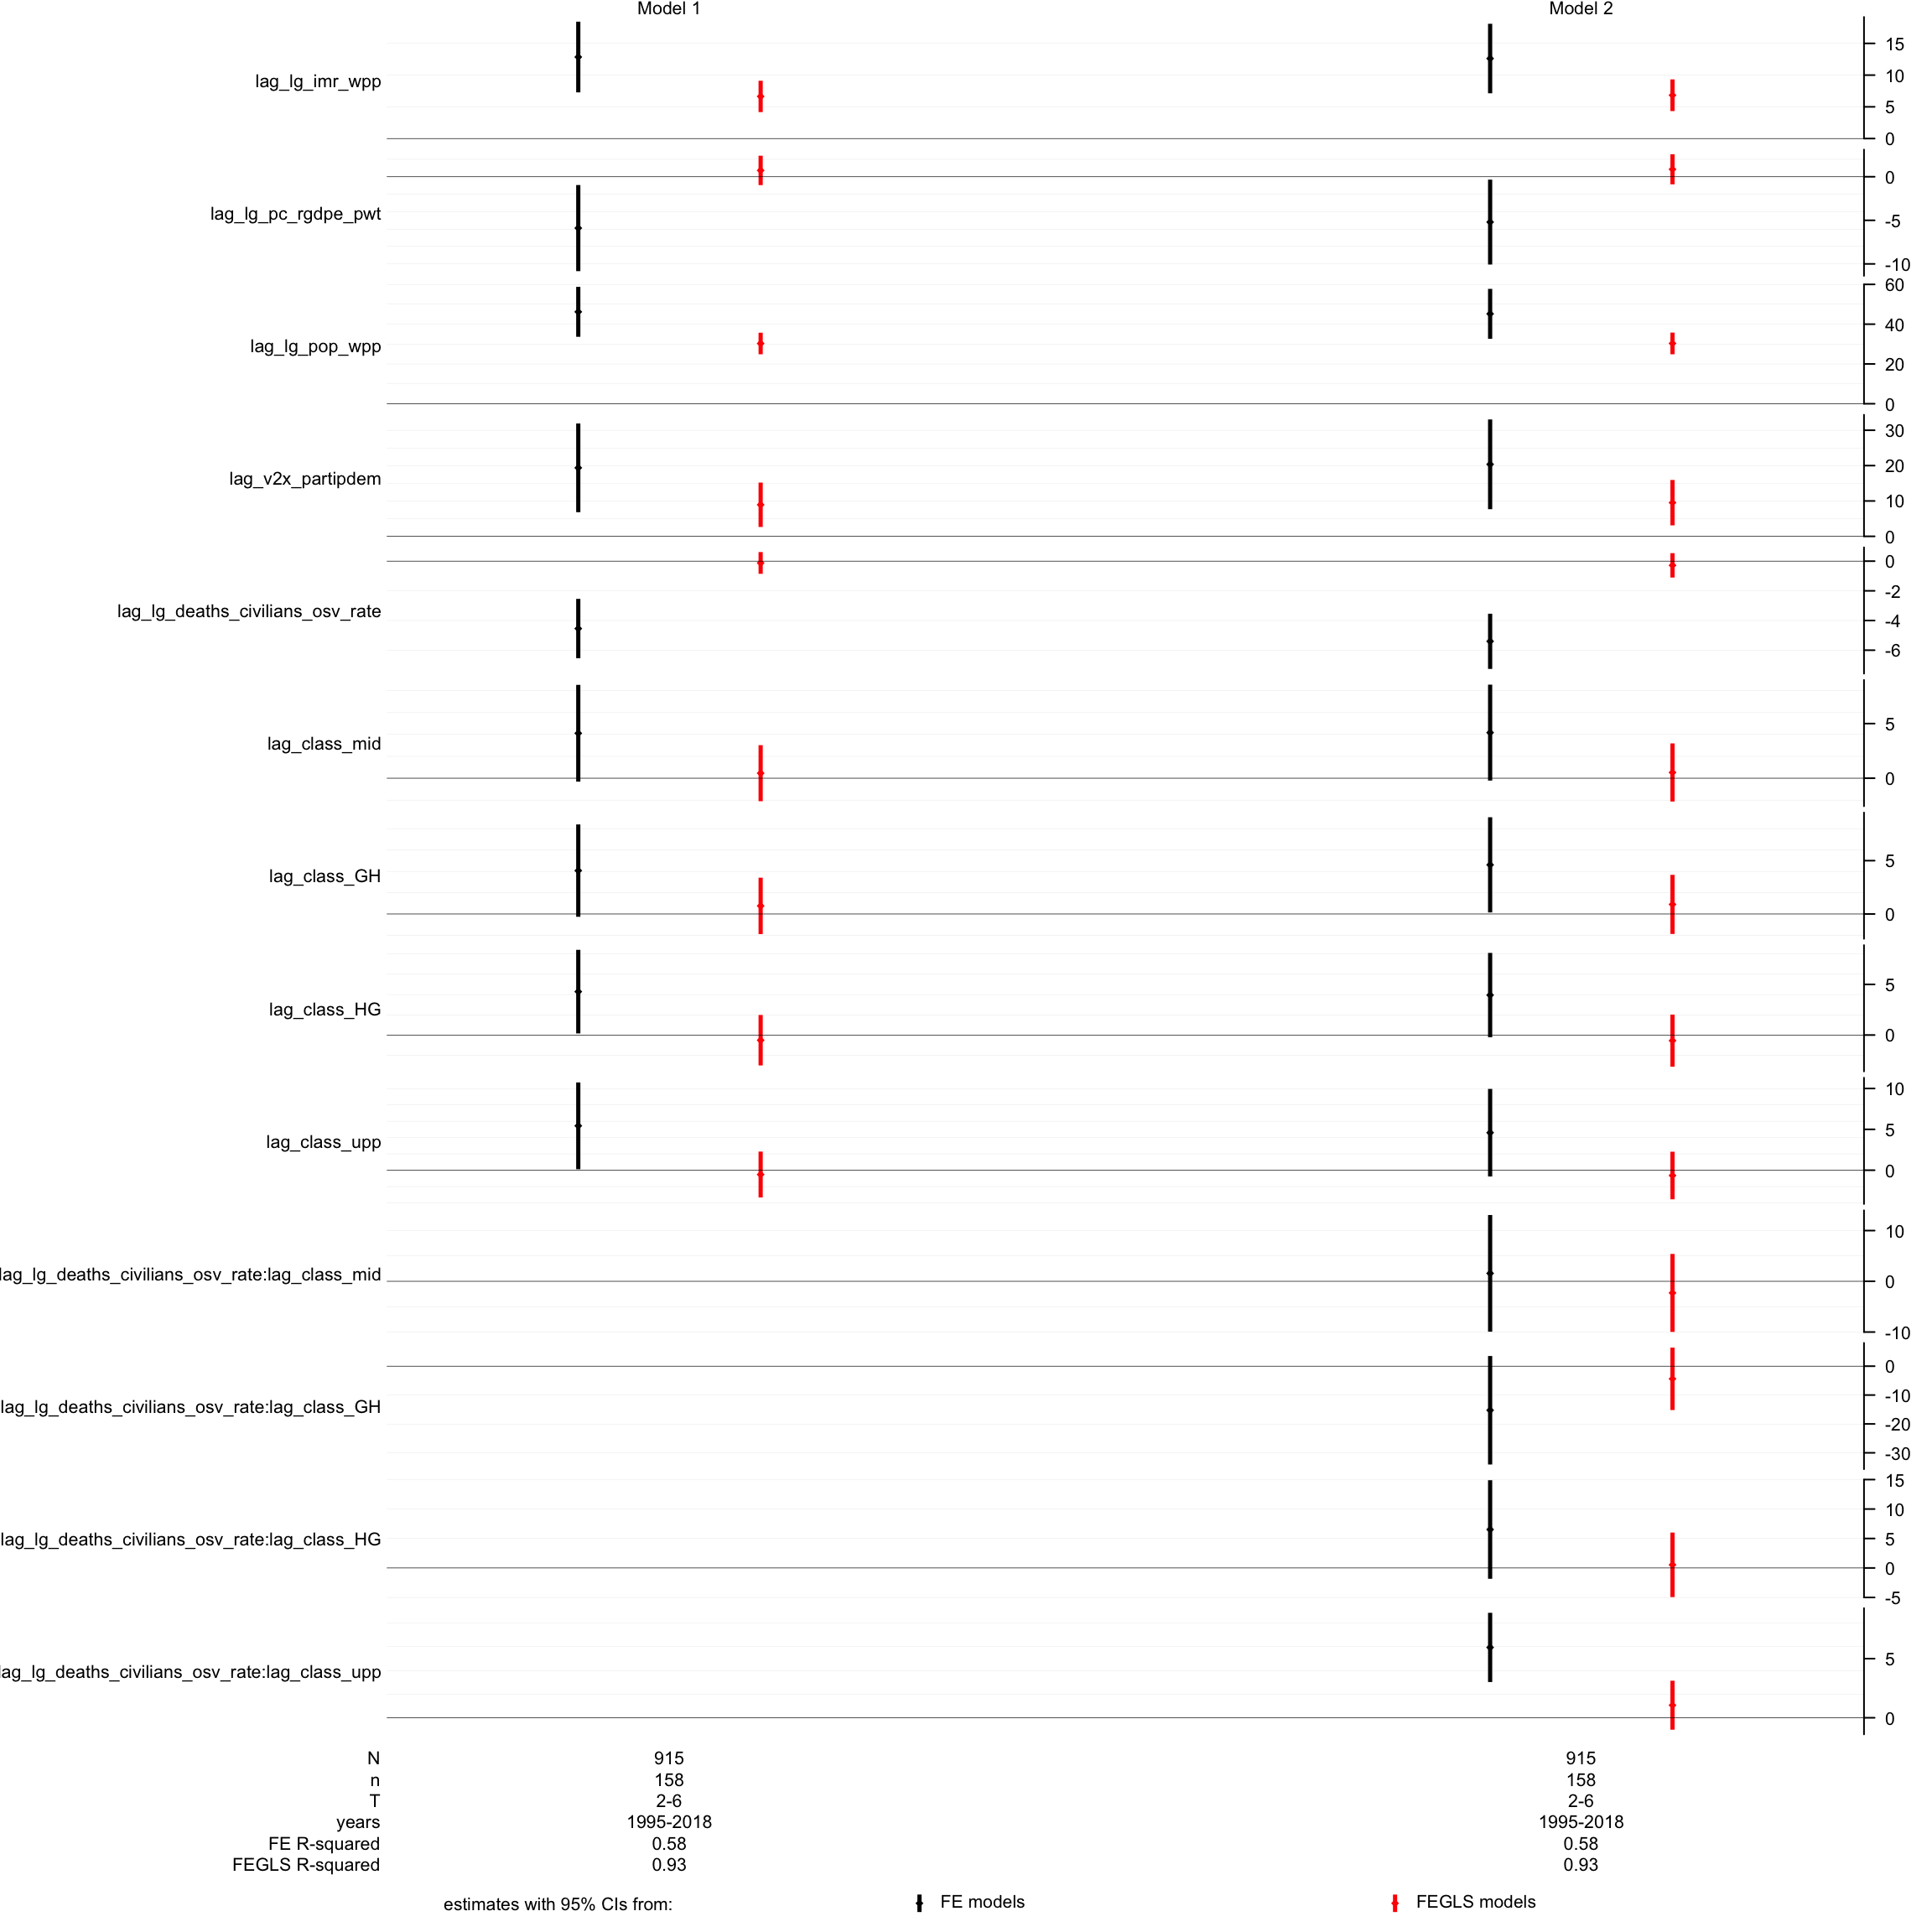 Model 1 Model 2
lag_lg_imr_wpp 15
10
5
0
lag_lg_pc_rgdpe_pwt 0
-5
-10
lag_lg_pop_wpp 60
40
20
0
lag_v2x_partipdem 30
20
10
0
lag_lg_deaths_civilians_osv_rate 0
-2
-4
-6
lag_class_mid 5
0
lag_class_GH 5
0
lag_class_HG 5
0
lag_class_upp 10
5
0
lag_lg_deaths_civilians_osv_rate:lag_class_mid 10
0
-10
lag_lg_deaths_civilians_osv_rate:lag_class_GH 0
-10
-20
-30
lag_lg_deaths_civilians_osv_rate:lag_class_HG 15
10
5
0
-5
lag_lg_deaths_civilians_osv_rate:lag_class_upp 5
0
N 915 915
n 158 158
T 2-6 2-6
years 1995-2018 1995-2018
FE R-squared 0.58 0.58
FEGLS R-squared 0.93 0.93
estimates with 95% CIs from: FE models FEGLS models